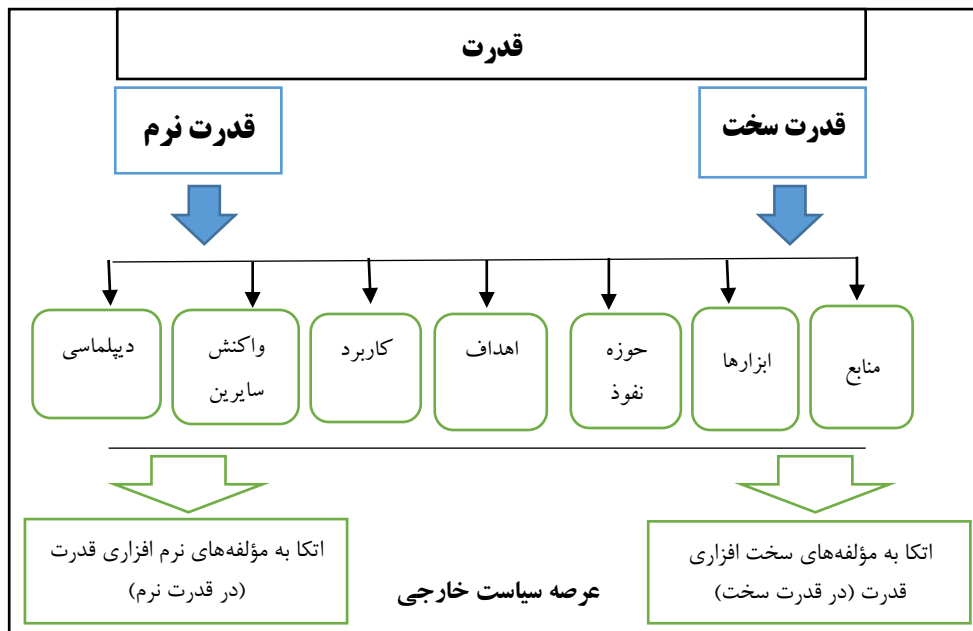 قدرت
قدرت سخت
قدرت نرم
منابع
ابزارها
حوزه
نفوذ
اهداف
کاربرد
واکنش
سایرین
دیپلماسی
اتکا به مؤلفه‌های سخت افزاری
قدرت (در قدرت سخت)
اتکا به مؤلفه‌های نرم افزاری قدرت
(در قدرت نرم)
عرصه سیاست خارجی